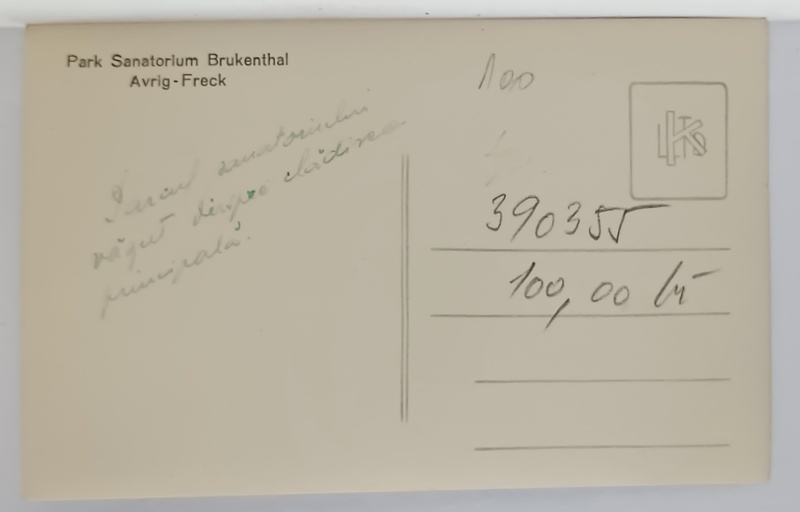 Park Sanatorium Brukenthal
Avrig-Freck
100
Parcul sanatoriului
văzut dinspre clădirea
principală.
390355
100,00 lei